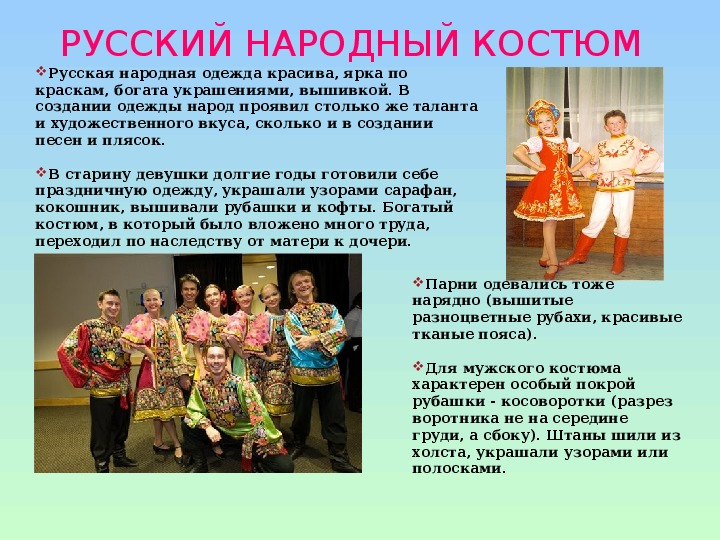 РУССКИЙ НАРОДНЫЙ КОСТЮМ
Русская народная одежда красива, ярка по
краскам, богата украшениями, вышивкой. В
создании одежды народ проявил столько же таланта
и художественного вкуса, сколько и в создании
песен и плясок.
В старину девушки долгие годы готовили себе
праздничную одежду, украшали узорами сарафан,
кокошник, вышивали рубашки и кофты. Богатый
костюм, в который было вложено много труда,
переходил по наследству от матери к дочери.
Парни одевались тоже
нарядно (вышитые
разноцветные рубахи, красивые
тканые пояса).
Для мужского костюма
характерен особый покрой
рубашки - косоворотки (разрез
воротника не на середине
груди, а сбоку). Штаны шили из
холста, украшали узорами или
полосками.